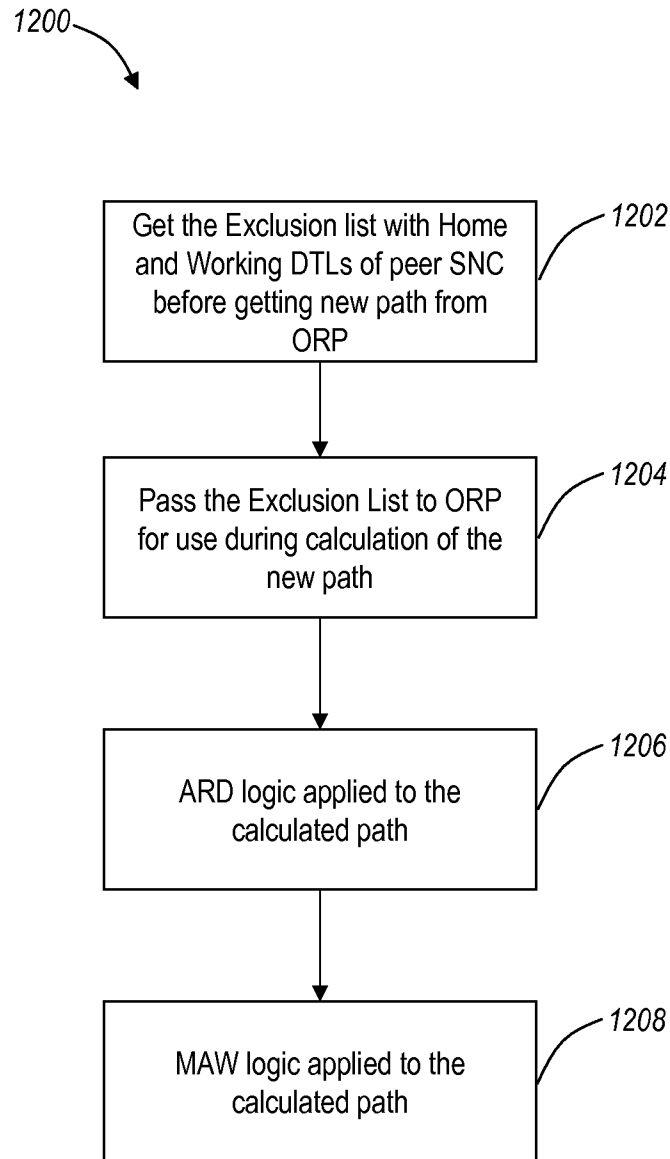 1200
Get the Exclusion list with Home
and Working DTLs of peer SNC
before getting new path from
ORP
1202
Pass the Exclusion List to ORP
for use during calculation of the
new path
1204
ARD logic applied to the
calculated path
1206
MAW logic applied to the
calculated path
1208